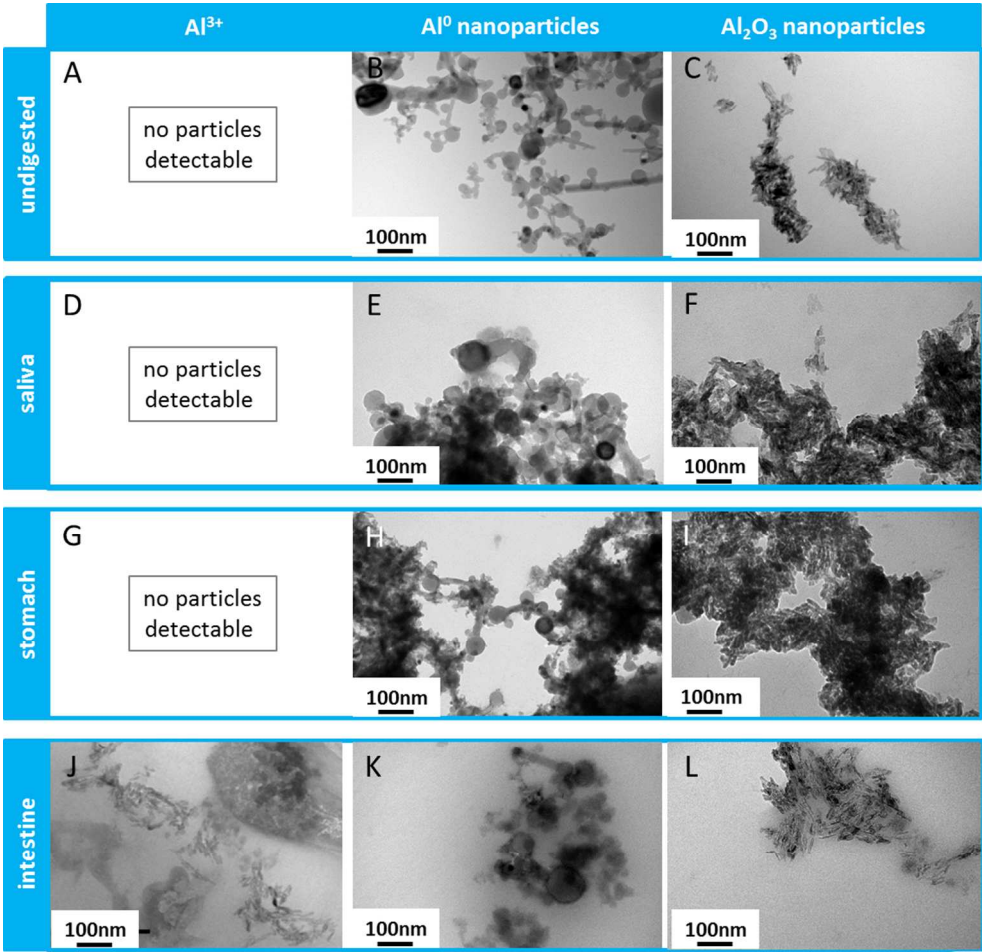 Al³⁺ Al⁰ nanoparticles Al₂O₃ nanoparticles
undigested
A B C
no particles
detectable
100nm 100nm
saliva
D E F
no particles
detectable
100nm 100nm
stomach
G H I
no particles
detectable
100nm 100nm
intestine
J K L
100nm 100nm 100nm